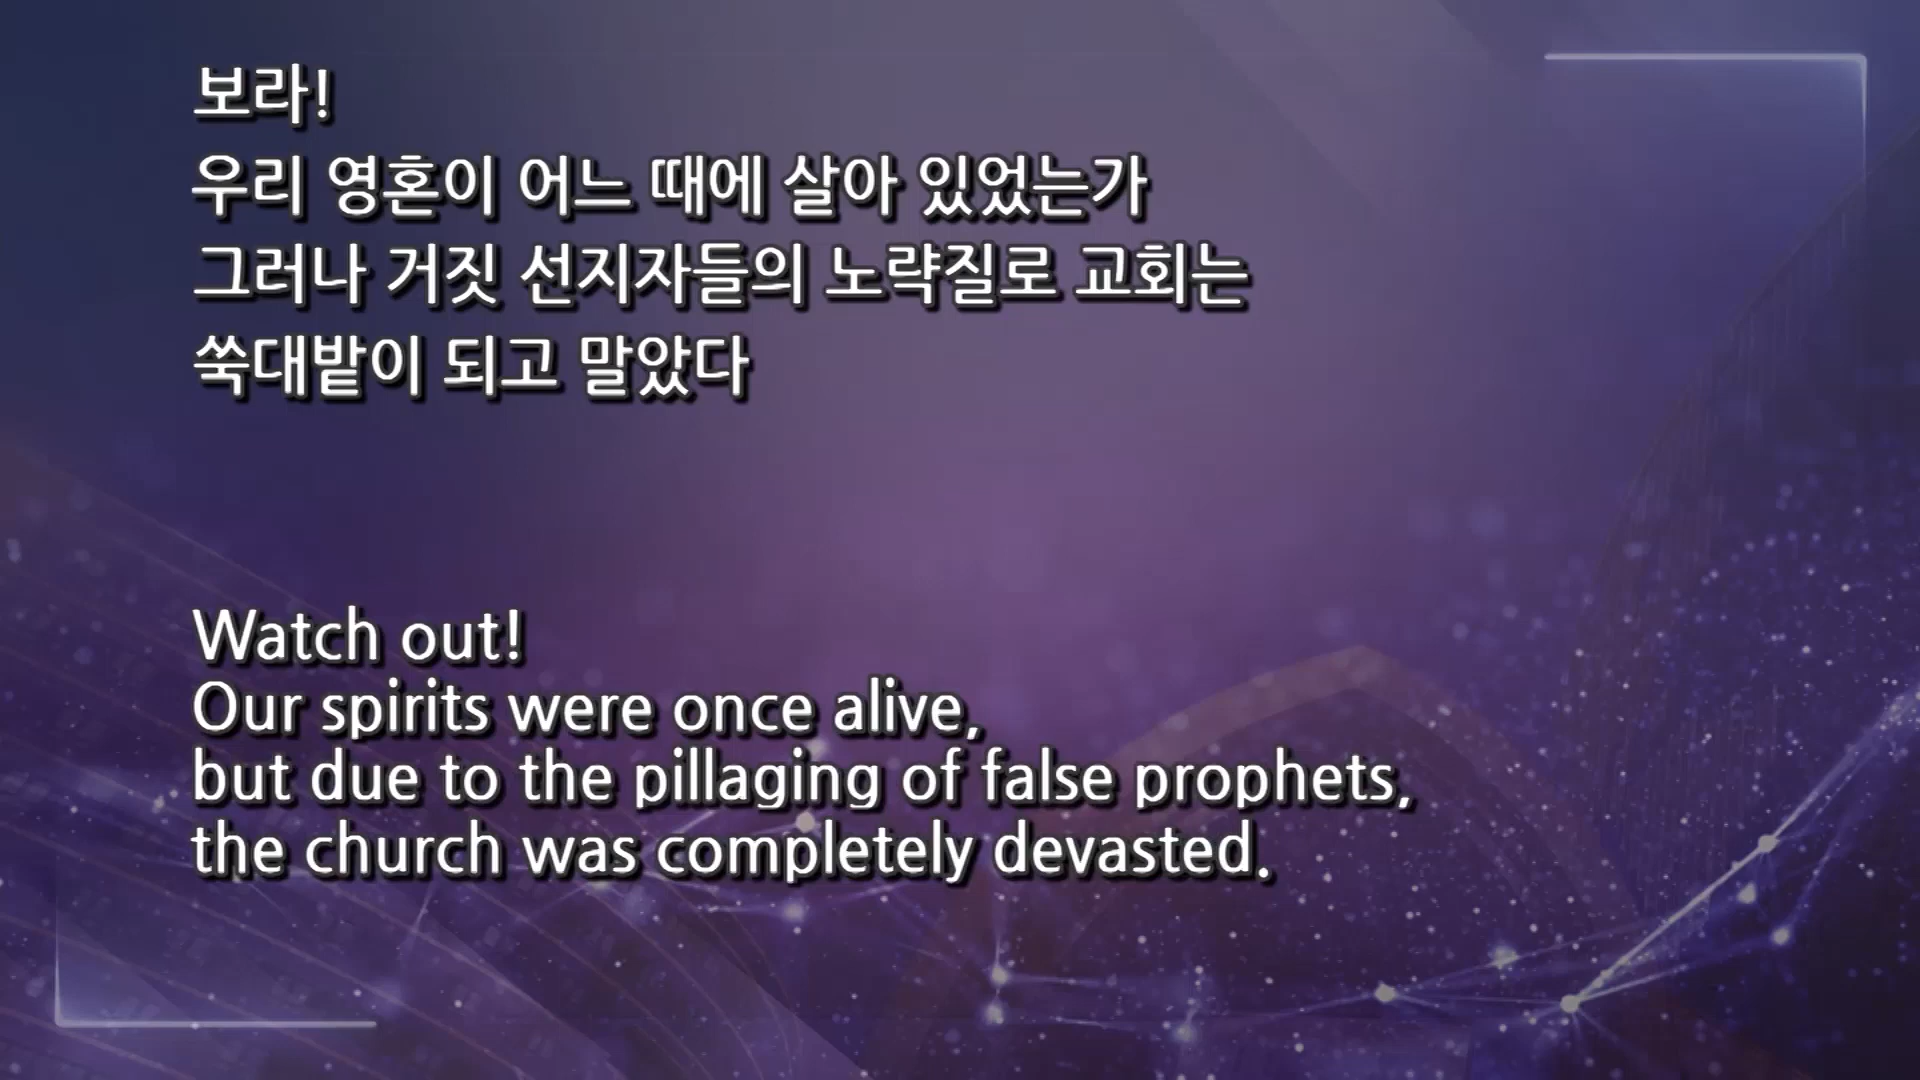 보라!
우리 영혼이 어느 때에 살아 있었는가
그러나 거짓 선지자들의 노략질로 교회는
쑥대밭이 되고 말았다
Watch out!
Our spirits were once alive,
but due to the pillaging of false prophets,
the church was completely devasted.